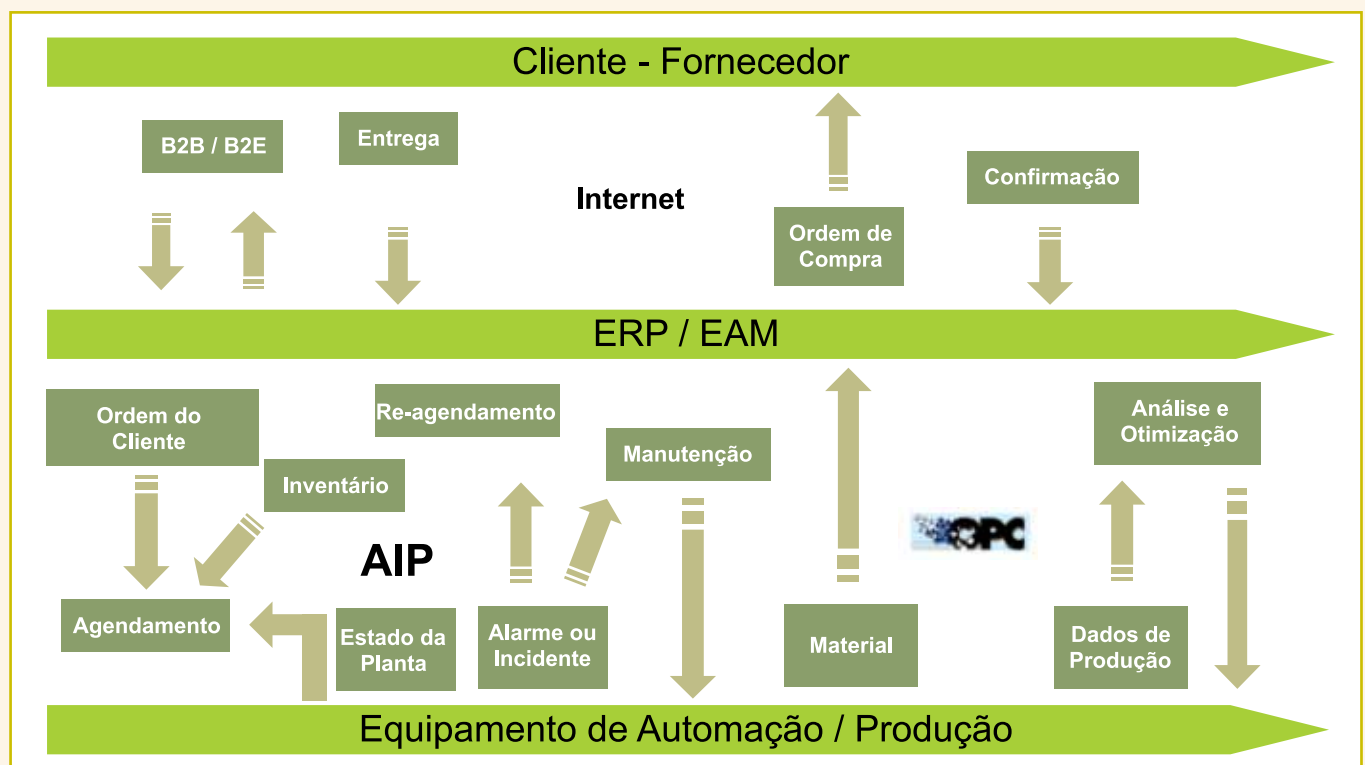 Cliente - Fornecedor
B2B / B2E
Entrega
Internet
Confirmação
Ordem de
Compra
ERP / EAM
Ordem do
Cliente
Re-agendamento
Manutenção
Análise e
Otimização
Inventário
OPC
AIP
Agendamento
Estado da
Planta
Alarme ou
Incidente
Material
Dados de
Produção
Equipamento de Automação / Produção